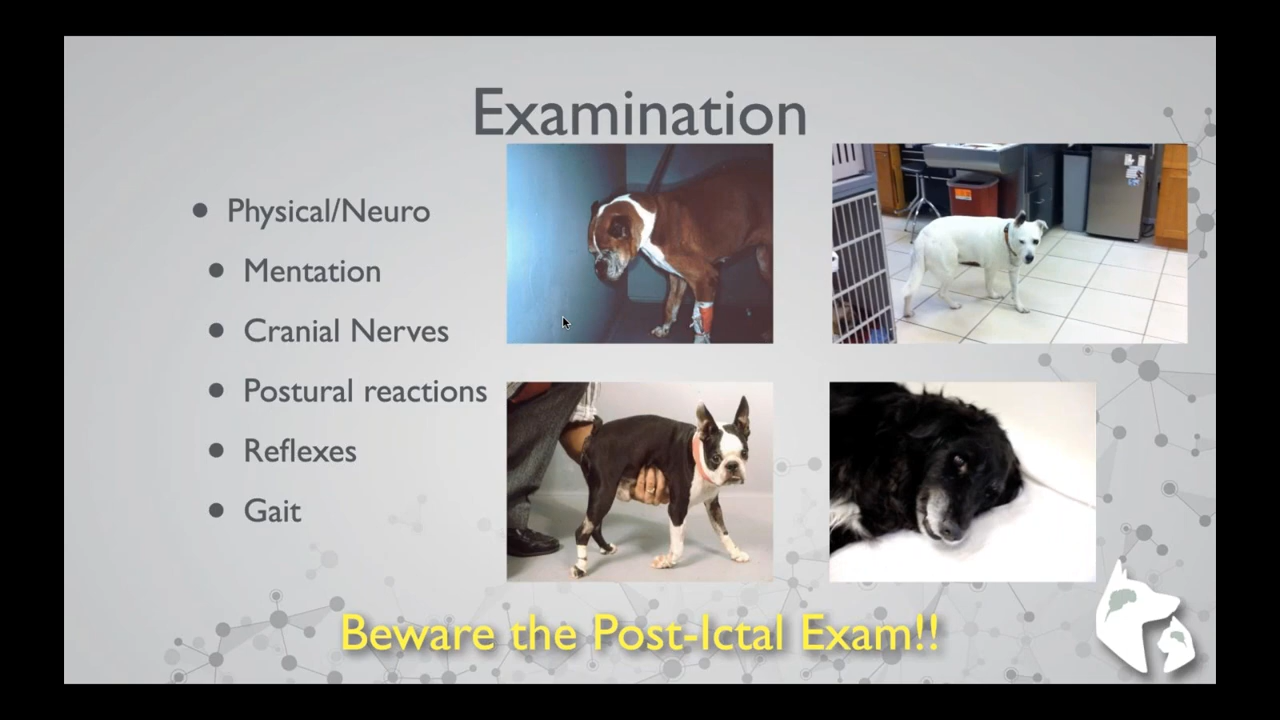 Examination
Physical/Neuro
Mentation
Cranial Nerves
Postural reactions
Reflexes
Gait
Beware the Post-Ictal Exam!!